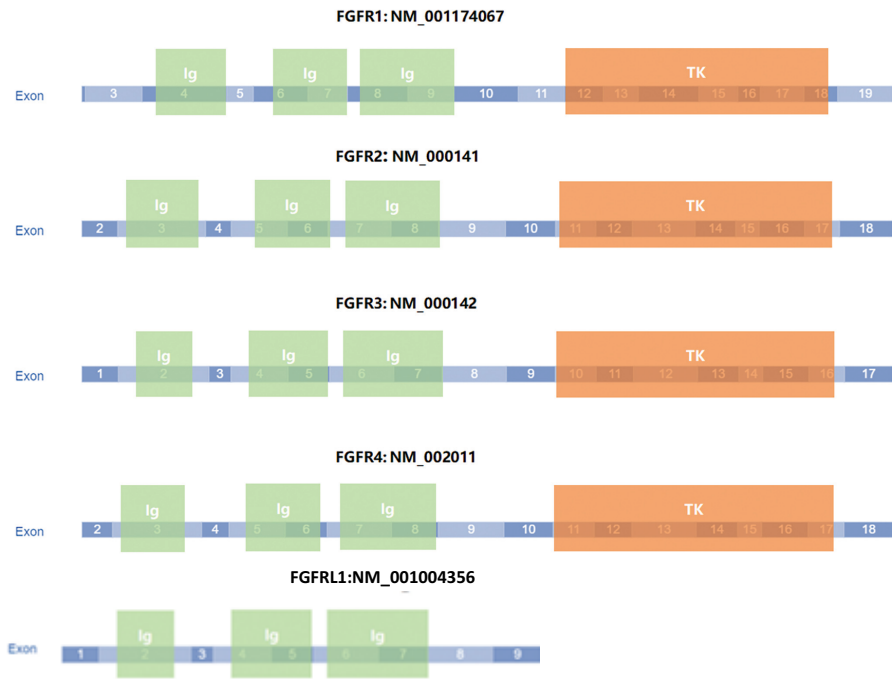 FGFR1: NM_001174067
Ig Ig Ig TK
Exon 3 4 5 6 7 8 9 10 11 12 13 14 15 16 17 18 19
FGFR2: NM_000141
Ig Ig Ig TK
Exon 2 3 4 5 6 7 8 9 10 11 12 13 14 15 16 17 18
FGFR3: NM_000142
Ig Ig Ig TK
Exon 1 2 3 4 5 6 7 8 9 10 11 12 13 14 15 16 17
FGFR4: NM_002011
Ig Ig Ig TK
Exon 2 3 4 5 6 7 8 9 10 11 12 13 14 15 16 17 18
FGFRL1:NM_001004356
Ig Ig Ig
Exon 1 2 3 4 5 6 7 8 9